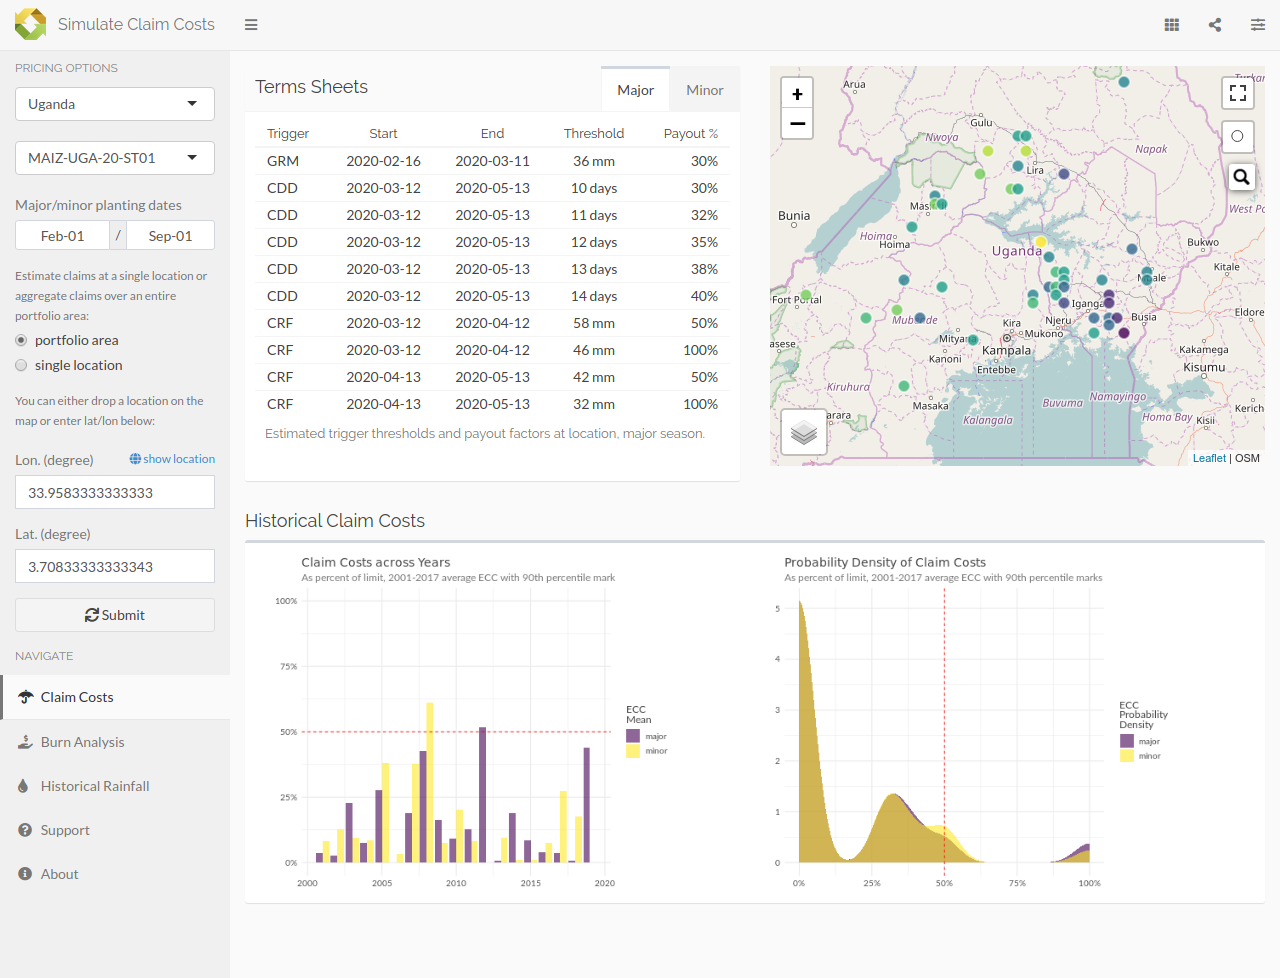 Simulate Claim Costs
PRICING OPTIONS
Uganda
MAIZ-UGA-20-ST01
Major/minor planting dates
Feb-01 / Sep-01
Estimate claims at a single location or
aggregate claims over an entire
portfolio area:
portfolio area
single location
You can either drop a location on the
map or enter lat/lon below:
Lon. (degree) show location
33.9583333333333
Lat. (degree)
3.70833333333343
Submit
NAVIGATE
Claim Costs
Burn Analysis
Historical Rainfall
Support
About
Terms Sheets
Major Minor
Trigger Start End Threshold Payout %
GRM 2020-02-16 2020-03-11 36 mm 30%
CDD 2020-03-12 2020-05-13 10 days 30%
CDD 2020-03-12 2020-05-13 11 days 32%
CDD 2020-03-12 2020-05-13 12 days 35%
CDD 2020-03-12 2020-05-13 13 days 38%
CDD 2020-03-12 2020-05-13 14 days 40%
CRF 2020-03-12 2020-04-12 58 mm 50%
CRF 2020-03-12 2020-04-12 46 mm 100%
CRF 2020-04-13 2020-05-13 42 mm 50%
CRF 2020-04-13 2020-05-13 32 mm 100%
Estimated trigger thresholds and payout factors at location, major season.
+
−
Arua
Gulu
Nwoya
Napak
Lira
Bunia
Hoima
Hoima
Uganda
West Po
Bukwo
Kitale
Fort Portal
Mubende
Iganga
Busia
Eldore
Kira
Njeru
Mityana
Mukono
asese
Kampala
Kanoni
Entebbe
Kakamega
Kisumu
Kiruhura
Masaka
Buvuma
Namayingo
Kalangala
Homa Bay
Kisii
Kerich
arara
Leaflet | OSM
Historical Claim Costs
Claim Costs across Years
As percent of limit, 2001-2017 average ECC with 90th percentile mark
100%
75%
50%
25%
0%
2000 2005 2010 2015 2020
ECC
Mean
major
minor
Probability Density of Claim Costs
As percent of limit, 2001-2017 average ECC with 90th percentile marks
5
4
3
2
1
0
0% 25% 50% 75% 100%
ECC
Probability
Density
major
minor